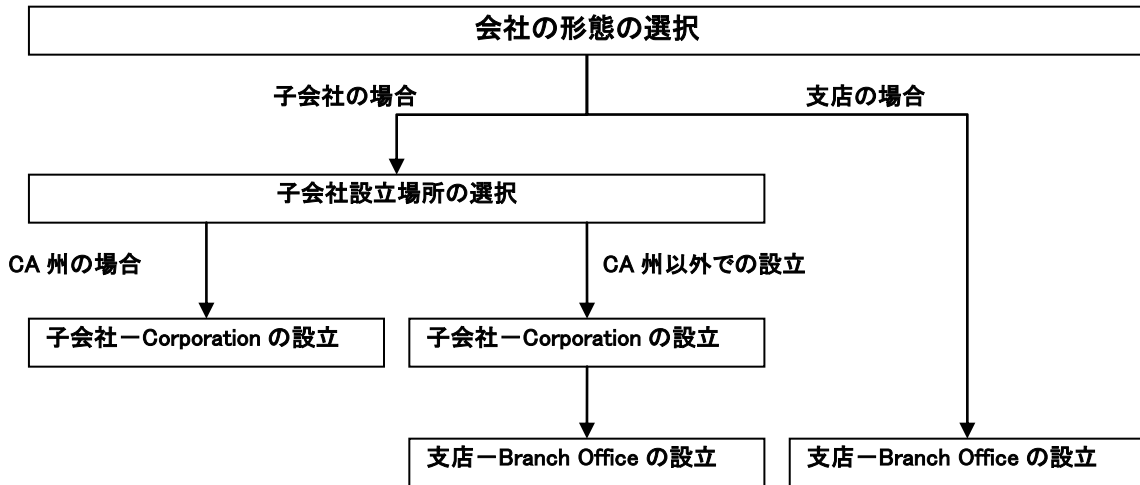 会社の形態の選択
子会社の場合
支店の場合
子会社設立場所の選択
CA 州の場合
CA 州以外での設立
子会社－Corporation の設立
子会社－Corporation の設立
支店－Branch Office の設立
支店－Branch Office の設立